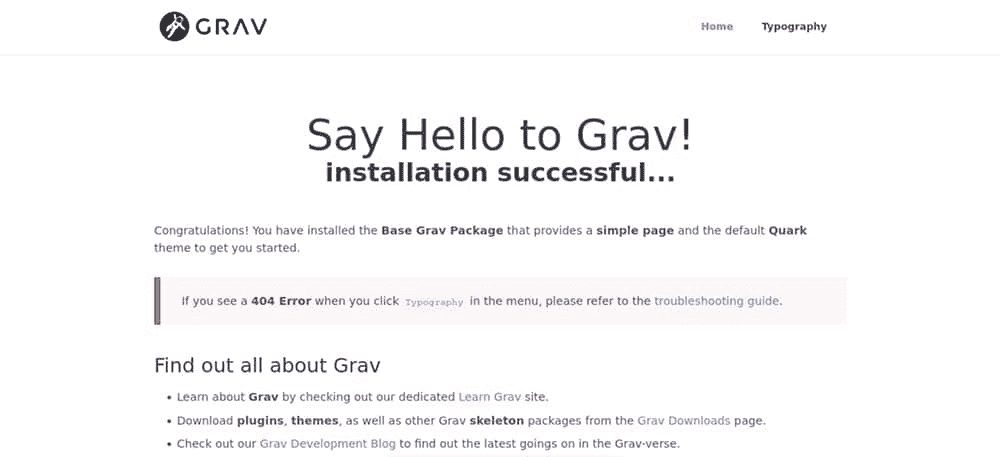 GRAV
Home
Typography
Say Hello to Grav!
installation successful...
Congratulations! You have installed the Base Grav Package that provides a simple page and the default Quark
theme to get you started.
If you see a 404 Error when you click Typography in the menu, please refer to the troubleshooting guide.
Find out all about Grav
• Learn about Grav by checking out our dedicated Learn Grav site.
• Download plugins, themes, as well as other Grav skeleton packages from the Grav Downloads page.
• Check out our Grav Development Blog to find out the latest goings on in the Grav-verse.